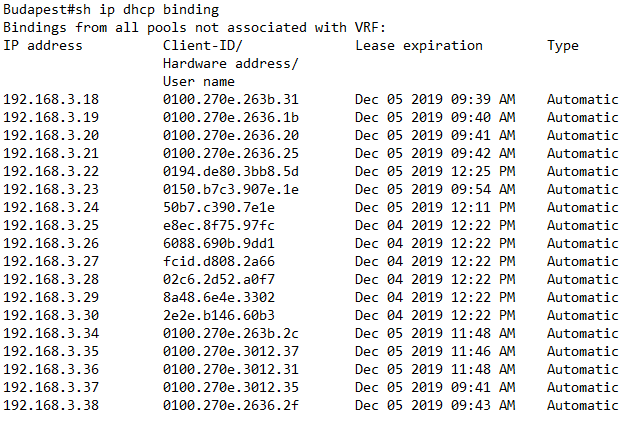 Budapest#sh ip dhcp binding
Bindings from all pools not associated with VRF:
IP address          Client-ID/              Lease expiration        Type
                    Hardware address/
                    User name
192.168.3.18        0100.270e.263b.31       Dec 05 2019 09:39 AM    Automatic
192.168.3.19        0100.270e.2636.1b       Dec 05 2019 09:40 AM    Automatic
192.168.3.20        0100.270e.2636.20       Dec 05 2019 09:41 AM    Automatic
192.168.3.21        0100.270e.2636.25       Dec 05 2019 09:42 AM    Automatic
192.168.3.22        0194.de80.3bb8.5d       Dec 05 2019 12:25 PM    Automatic
192.168.3.23        0150.b7c3.907e.1e       Dec 05 2019 09:54 AM    Automatic
192.168.3.24        50b7.c390.7e1e          Dec 05 2019 12:11 PM    Automatic
192.168.3.25        e8ec.8f75.97fc          Dec 04 2019 12:22 PM    Automatic
192.168.3.26        6088.690b.9dd1          Dec 04 2019 12:22 PM    Automatic
192.168.3.27        fcid.d808.2a66          Dec 04 2019 12:22 PM    Automatic
192.168.3.28        02c6.2d52.a0f7          Dec 04 2019 12:22 PM    Automatic
192.168.3.29        8a48.6e4e.3302          Dec 04 2019 12:22 PM    Automatic
192.168.3.30        2e2e.b146.60b3          Dec 04 2019 12:22 PM    Automatic
192.168.3.34        0100.270e.263b.2c       Dec 05 2019 11:48 AM    Automatic
192.168.3.35        0100.270e.3012.37       Dec 05 2019 11:46 AM    Automatic
192.168.3.36        0100.270e.3012.31       Dec 05 2019 11:48 AM    Automatic
192.168.3.37        0100.270e.3012.35       Dec 05 2019 09:41 AM    Automatic
192.168.3.38        0100.270e.2636.2f       Dec 05 2019 09:43 AM    Automatic